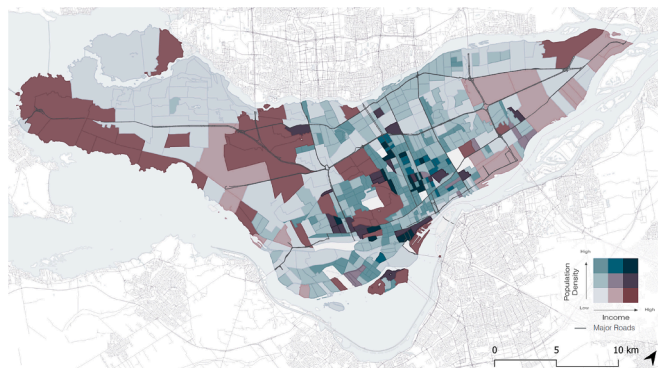 High
Population
Density
Low
High
Income
Major Roads
0 5 10 km